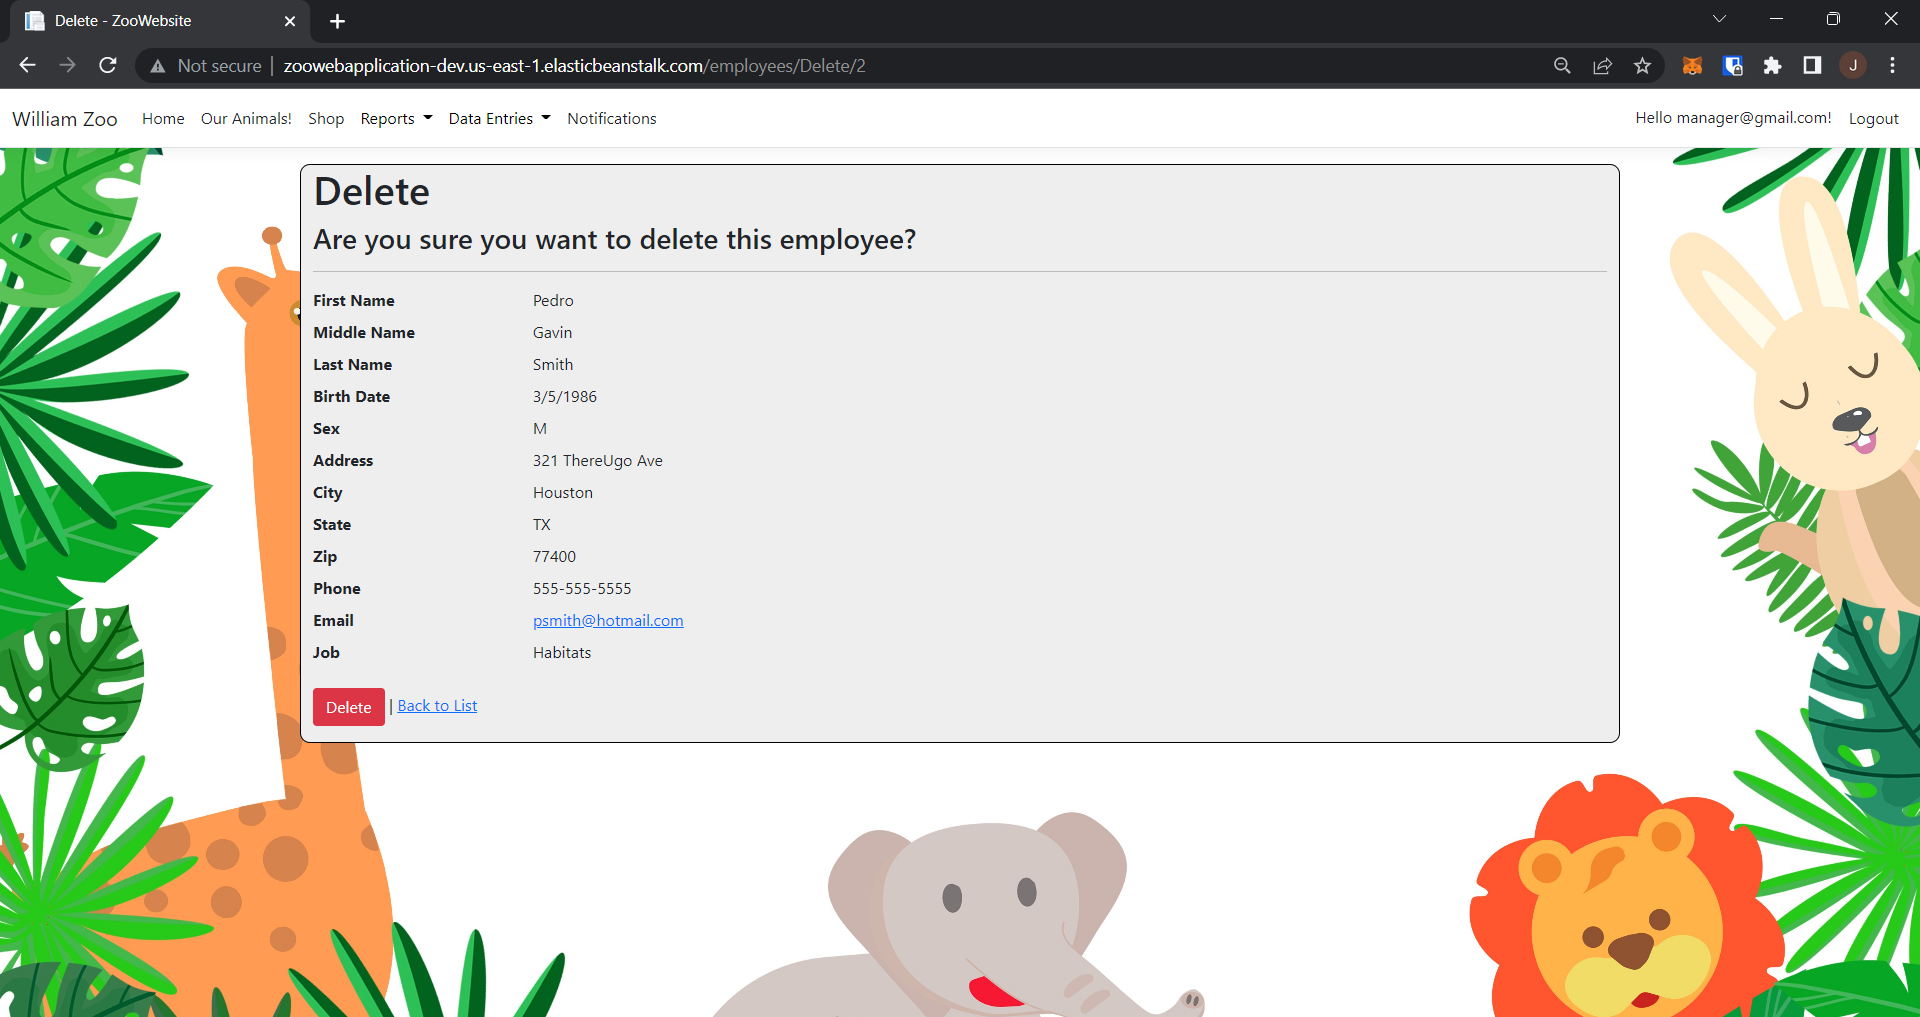 Delete - ZooWebsite
Not secure | zoowebapplication-dev.us-east-1.elasticbeanstalk.com/employees/Delete/2
J
William Zoo Home Our Animals! Shop Reports Data Entries Notifications Hello manager@gmail.com! Logout
Delete
Are you sure you want to delete this employee?
First Name Pedro
Middle Name Gavin
Last Name Smith
Birth Date 3/5/1986
Sex M
Address 321 ThereUgo Ave
City Houston
State TX
Zip 77400
Phone 555-555-5555
Email psmith@hotmail.com
Job Habitats
Delete | Back to List